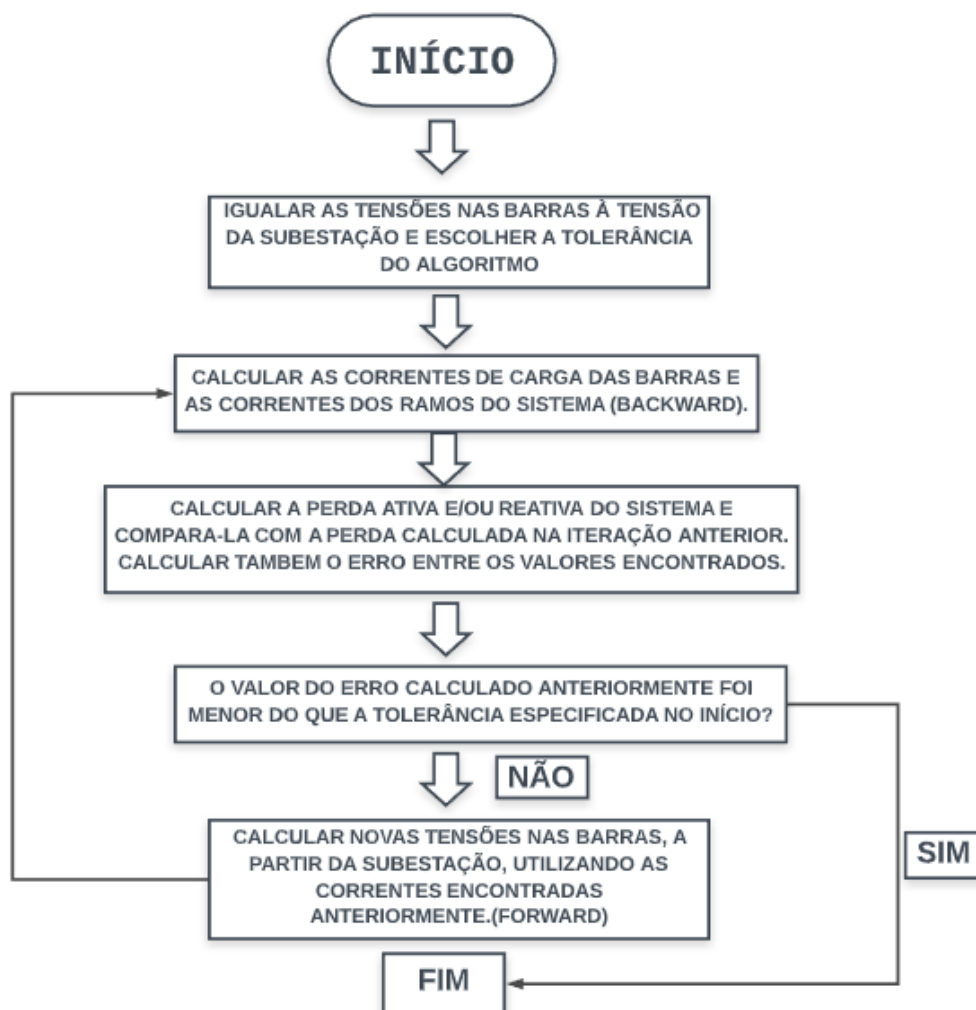 INÍCIO
IGUALAR AS TENSÕES NAS BARRAS À TENSÃO
DA SUBESTAÇÃO E ESCOLHER A TOLERÂNCIA
DO ALGORITMO
CALCULAR AS CORRENTES DE CARGA DAS BARRAS E
AS CORRENTES DOS RAMOS DO SISTEMA (BACKWARD).
CALCULAR A PERDA ATIVA E/OU REATIVA DO SISTEMA E
COMPARA-LA COM A PERDA CALCULADA NA ITERAÇÃO ANTERIOR.
CALCULAR TAMBEM O ERRO ENTRE OS VALORES ENCONTRADOS.
O VALOR DO ERRO CALCULADO ANTERIORMENTE FOI
MENOR DO QUE A TOLERÂNCIA ESPECIFICADA NO INÍCIO?
NÃO
CALCULAR NOVAS TENSÕES NAS BARRAS, A
PARTIR DA SUBESTAÇÃO, UTILIZANDO AS
CORRENTES ENCONTRADAS
ANTERIORMENTE.(FORWARD)
SIM
FIM